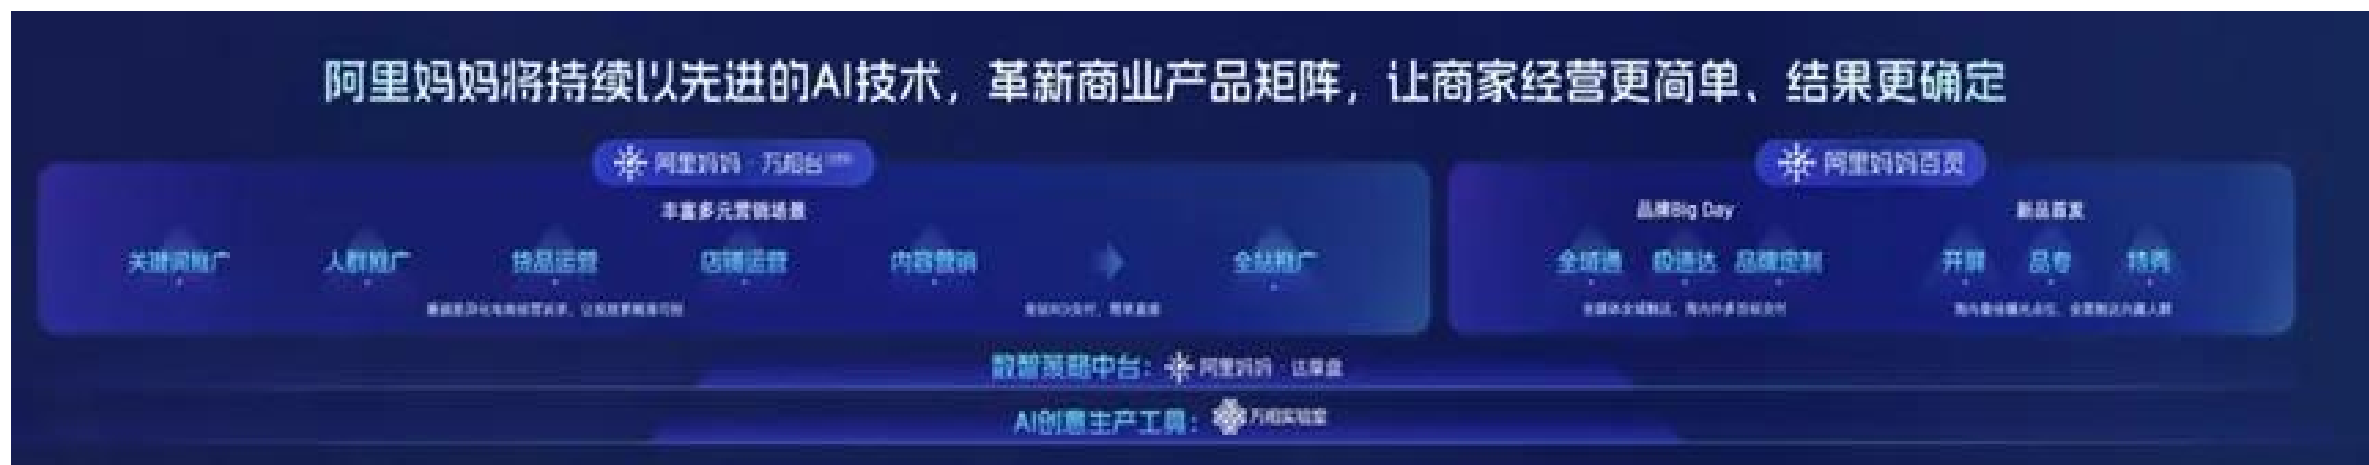 阿里妈妈将持续以先进的AI技术，革新商业产品矩阵，让商家经营更简单、结果更确定
阿里妈妈·万相台
阿里妈妈百灵
丰富多元营销场景
品牌Big Day
新品首发
关键词推广 人群推广 货品运营 店铺运营 内容营销 全站推广
全域通 极速达 品牌定制 开屏 品专 特秀
数智策略中台：阿里妈妈·达摩盘
AI创意生产工具：万相实验室